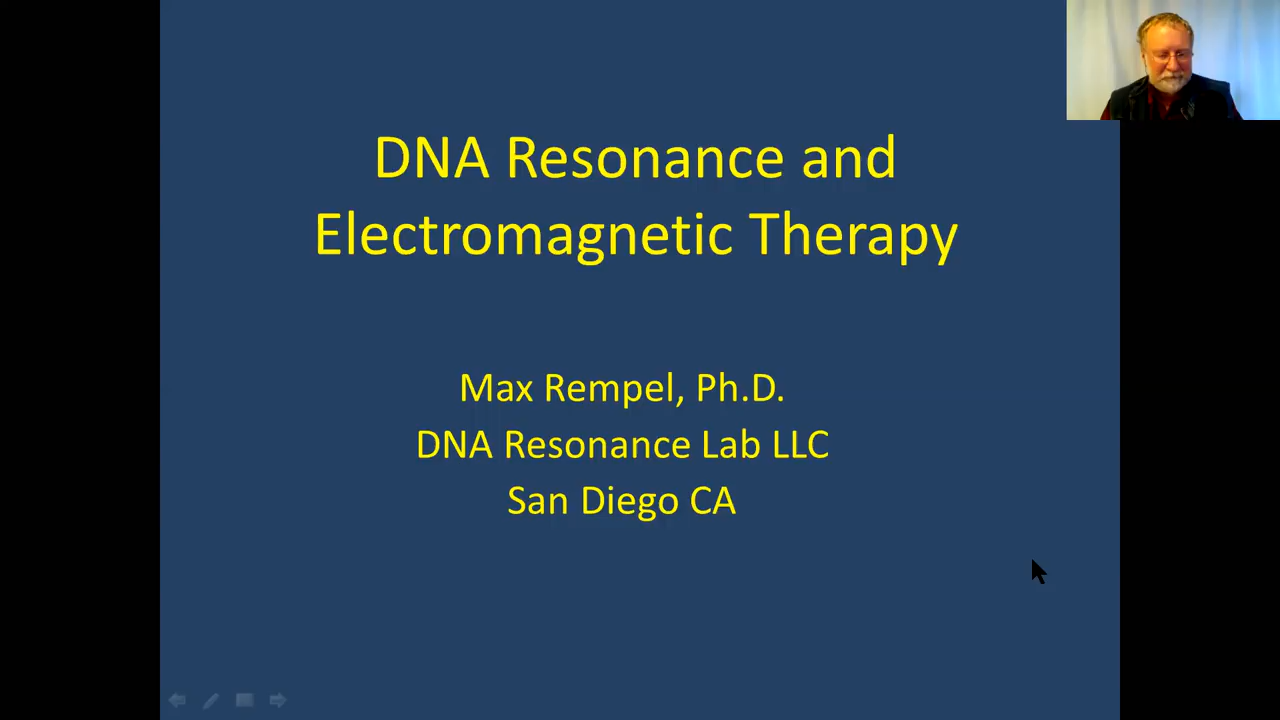 DNA Resonance and
Electromagnetic Therapy
Max Rempel, Ph.D.
DNA Resonance Lab LLC
San Diego CA